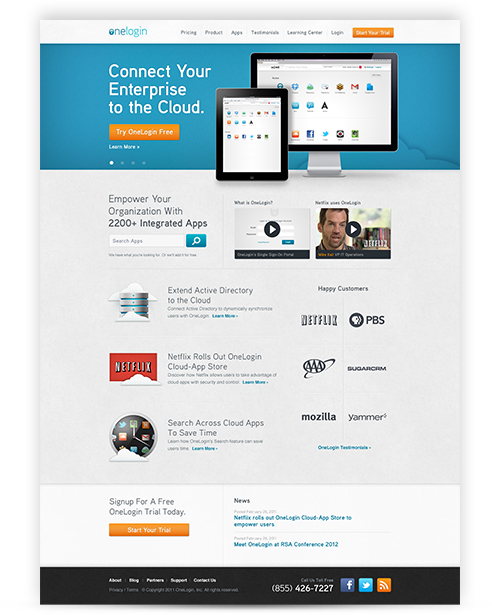 onelogin
Pricing Product Apps Testimonials Learning Center Login Start Your Trial
Connect Your
Enterprise
to the Cloud.
Try OneLogin Free
Learn More »
Empower Your
Organization With
2200+ Integrated Apps
Search Apps
We have what you're looking for. Or we'll add it for free.
What is OneLogin?
OneLogin's Single Sign-On Portal
Netflix uses OneLogin
NETFLIX
VP IT Operations
Extend Active Directory
to the Cloud
Connect Active Directory to dynamically synchronize
users with OneLogin. Learn More »
NETFLIX
Netflix Rolls Out OneLogin
Cloud-App Store
Discover how Netflix allows users to take advantage of
cloud apps with security and control. Learn More »
Search Across Cloud Apps
To Save Time
Learn how OneLogin's Search feature can save
users time. Learn More »
Happy Customers
NETFLIX PBS
AAA SUGARCRM
mozilla yammer
OneLogin Testimonials »
Signup For A Free
OneLogin Trial Today.
Start Your Trial
News
Posted February 26, 2011
Netflix rolls out OneLogin Cloud-App Store to
empower users
Meet OneLogin at RSA Conference 2012
About Blog Partners Support Contact Us
Privacy / Terms © Copyright 2011 OneLogin, Inc. All rights reserved.
Call Us Toll Free
(855) 426-7227